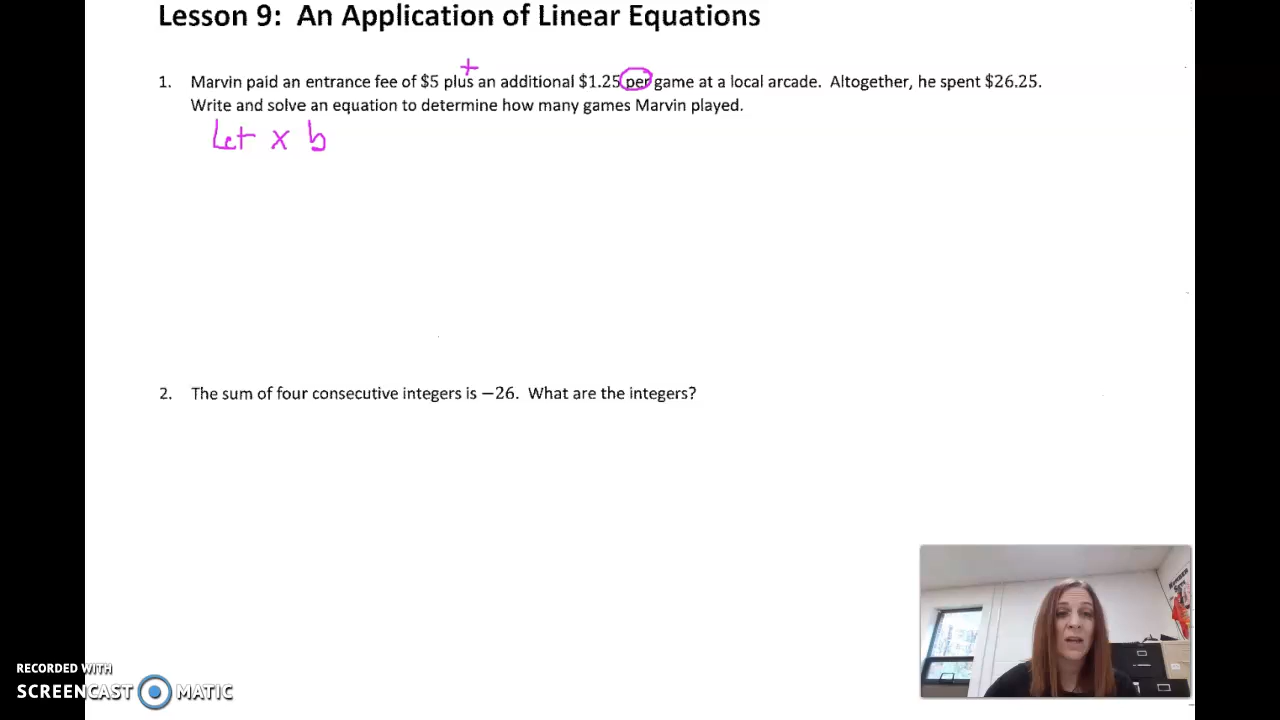 Lesson 9: An Application of Linear Equations
+
1. Marvin paid an entrance fee of $5 plus an additional $1.25 per game at a local arcade. Altogether, he spent $26.25.
Write and solve an equation to determine how many games Marvin played.
Let x b
2. The sum of four consecutive integers is −26. What are the integers?
RECORDED WITH
SCREENCAST MATIC